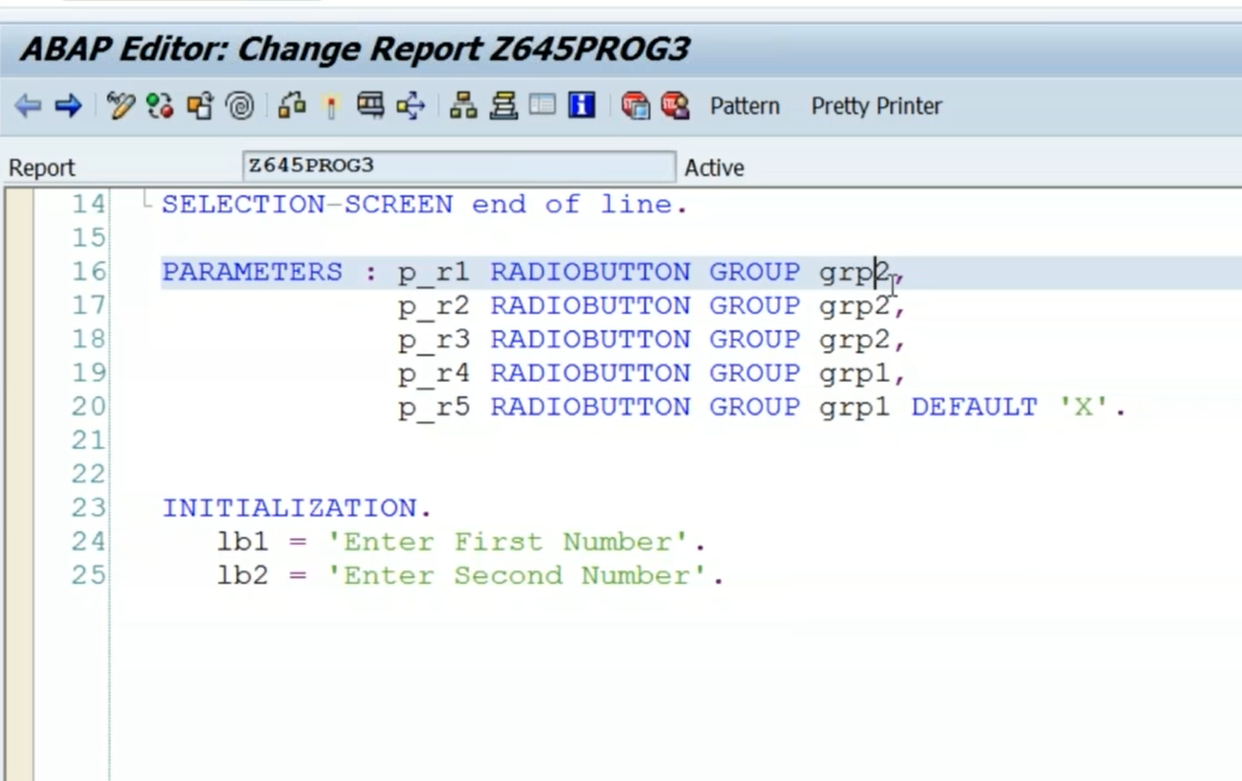 ABAP Editor: Change Report Z645PROG3
Pattern Pretty Printer
Report Z645PROG3 Active
14 SELECTION-SCREEN end of line.
15
16 PARAMETERS : p_r1 RADIOBUTTON GROUP grp2,
17 p_r2 RADIOBUTTON GROUP grp2,
18 p_r3 RADIOBUTTON GROUP grp2,
19 p_r4 RADIOBUTTON GROUP grp1,
20 p_r5 RADIOBUTTON GROUP grp1 DEFAULT 'X'.
21
22
23 INITIALIZATION.
24 lb1 = 'Enter First Number'.
25 lb2 = 'Enter Second Number'.